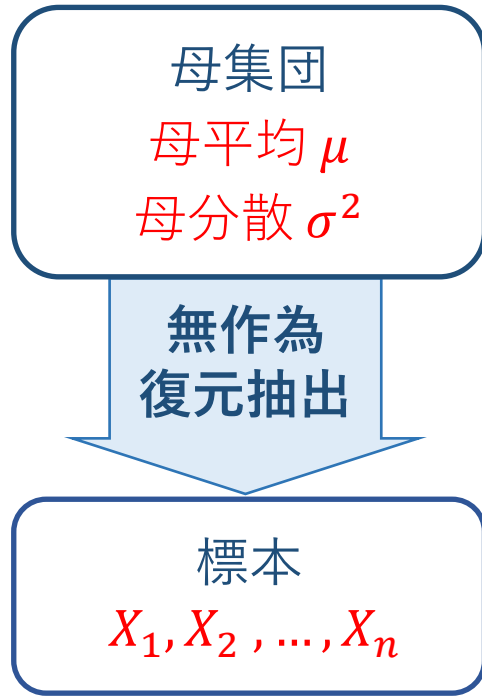 母集団
母平均 μ
母分散 σ²
無作為
復元抽出
標本
X₁, X₂ , … , Xₙ